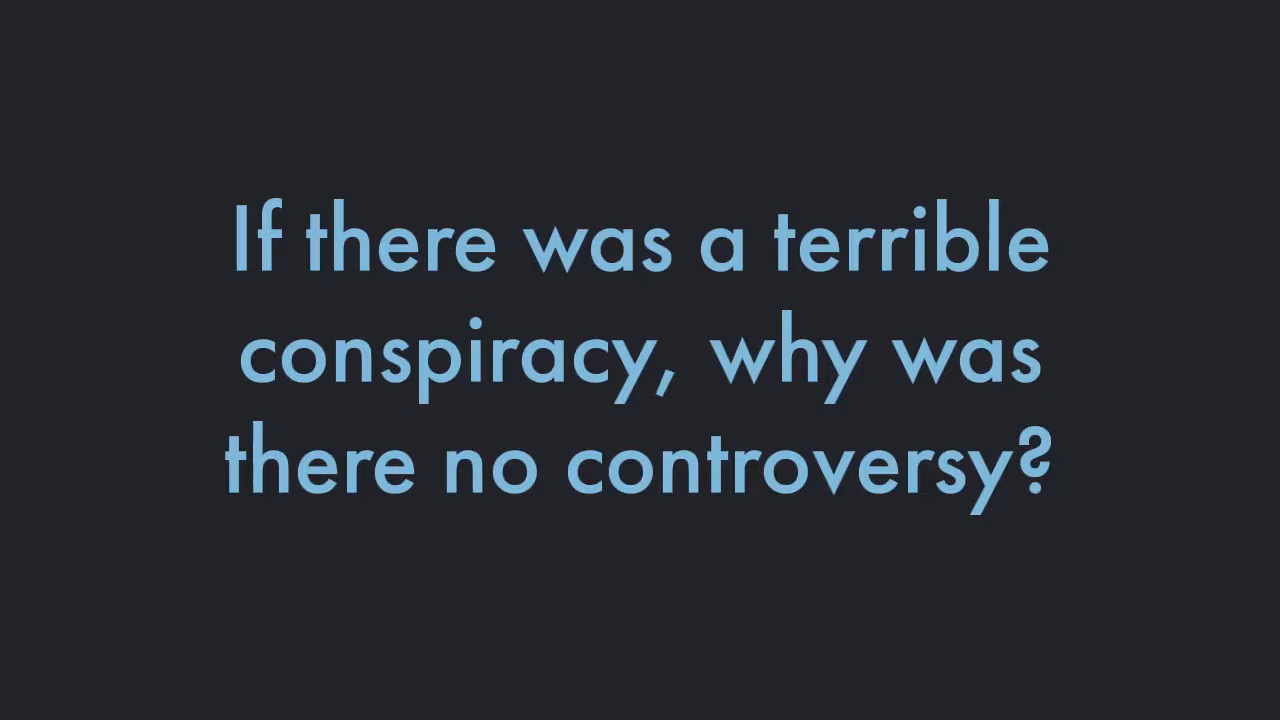 If there was a terrible
conspiracy, why was
there no controversy?